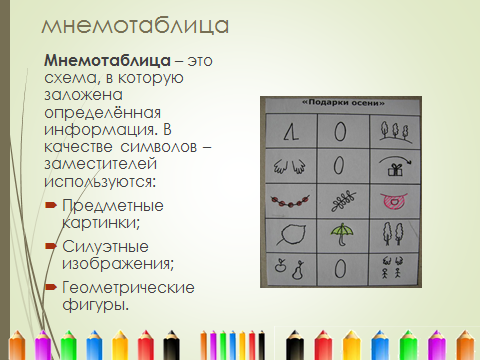 мнемотаблица
Мнемотаблица – это
схема, в которую
заложена
определённая
информация. В
качестве символов –
заместителей
используются:
Предметные
картинки;
Силуэтные
изображения;
Геометрические
фигуры.
«Подарки осени»